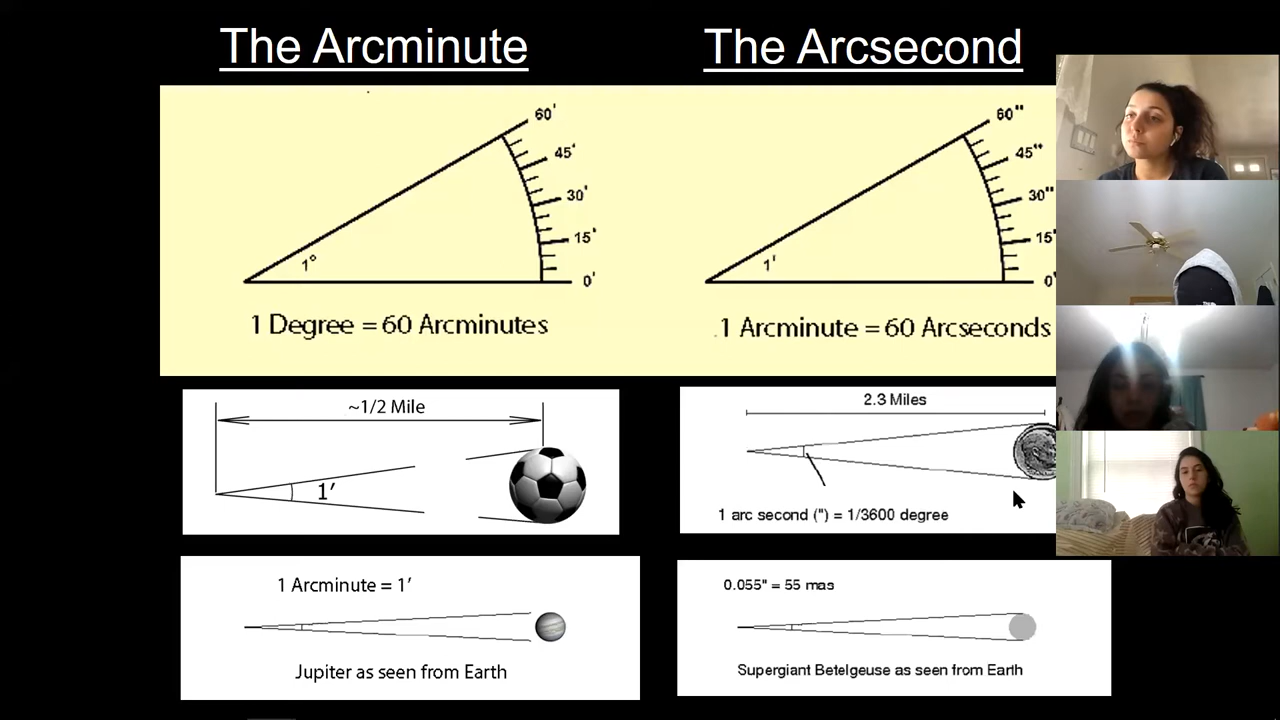 The Arcminute
The Arcsecond
60'
45'
30'
15'
0'
1°
1 Degree = 60 Arcminutes
60"
45"
30"
15"
0'
1'
1 Arcminute = 60 Arcseconds
~1/2 Mile
1'
2.3 Miles
1 arc second (") = 1/3600 degree
1 Arcminute = 1'
Jupiter as seen from Earth
0.055" = 55 mas
Supergiant Betelgeuse as seen from Earth